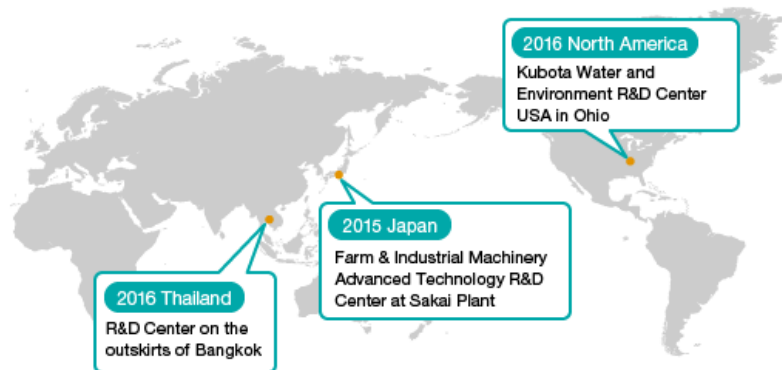 2016 North America
Kubota Water and
Environment R&D Center
USA in Ohio
2015 Japan
Farm & Industrial Machinery
Advanced Technology R&D
Center at Sakai Plant
2016 Thailand
R&D Center on the
outskirts of Bangkok